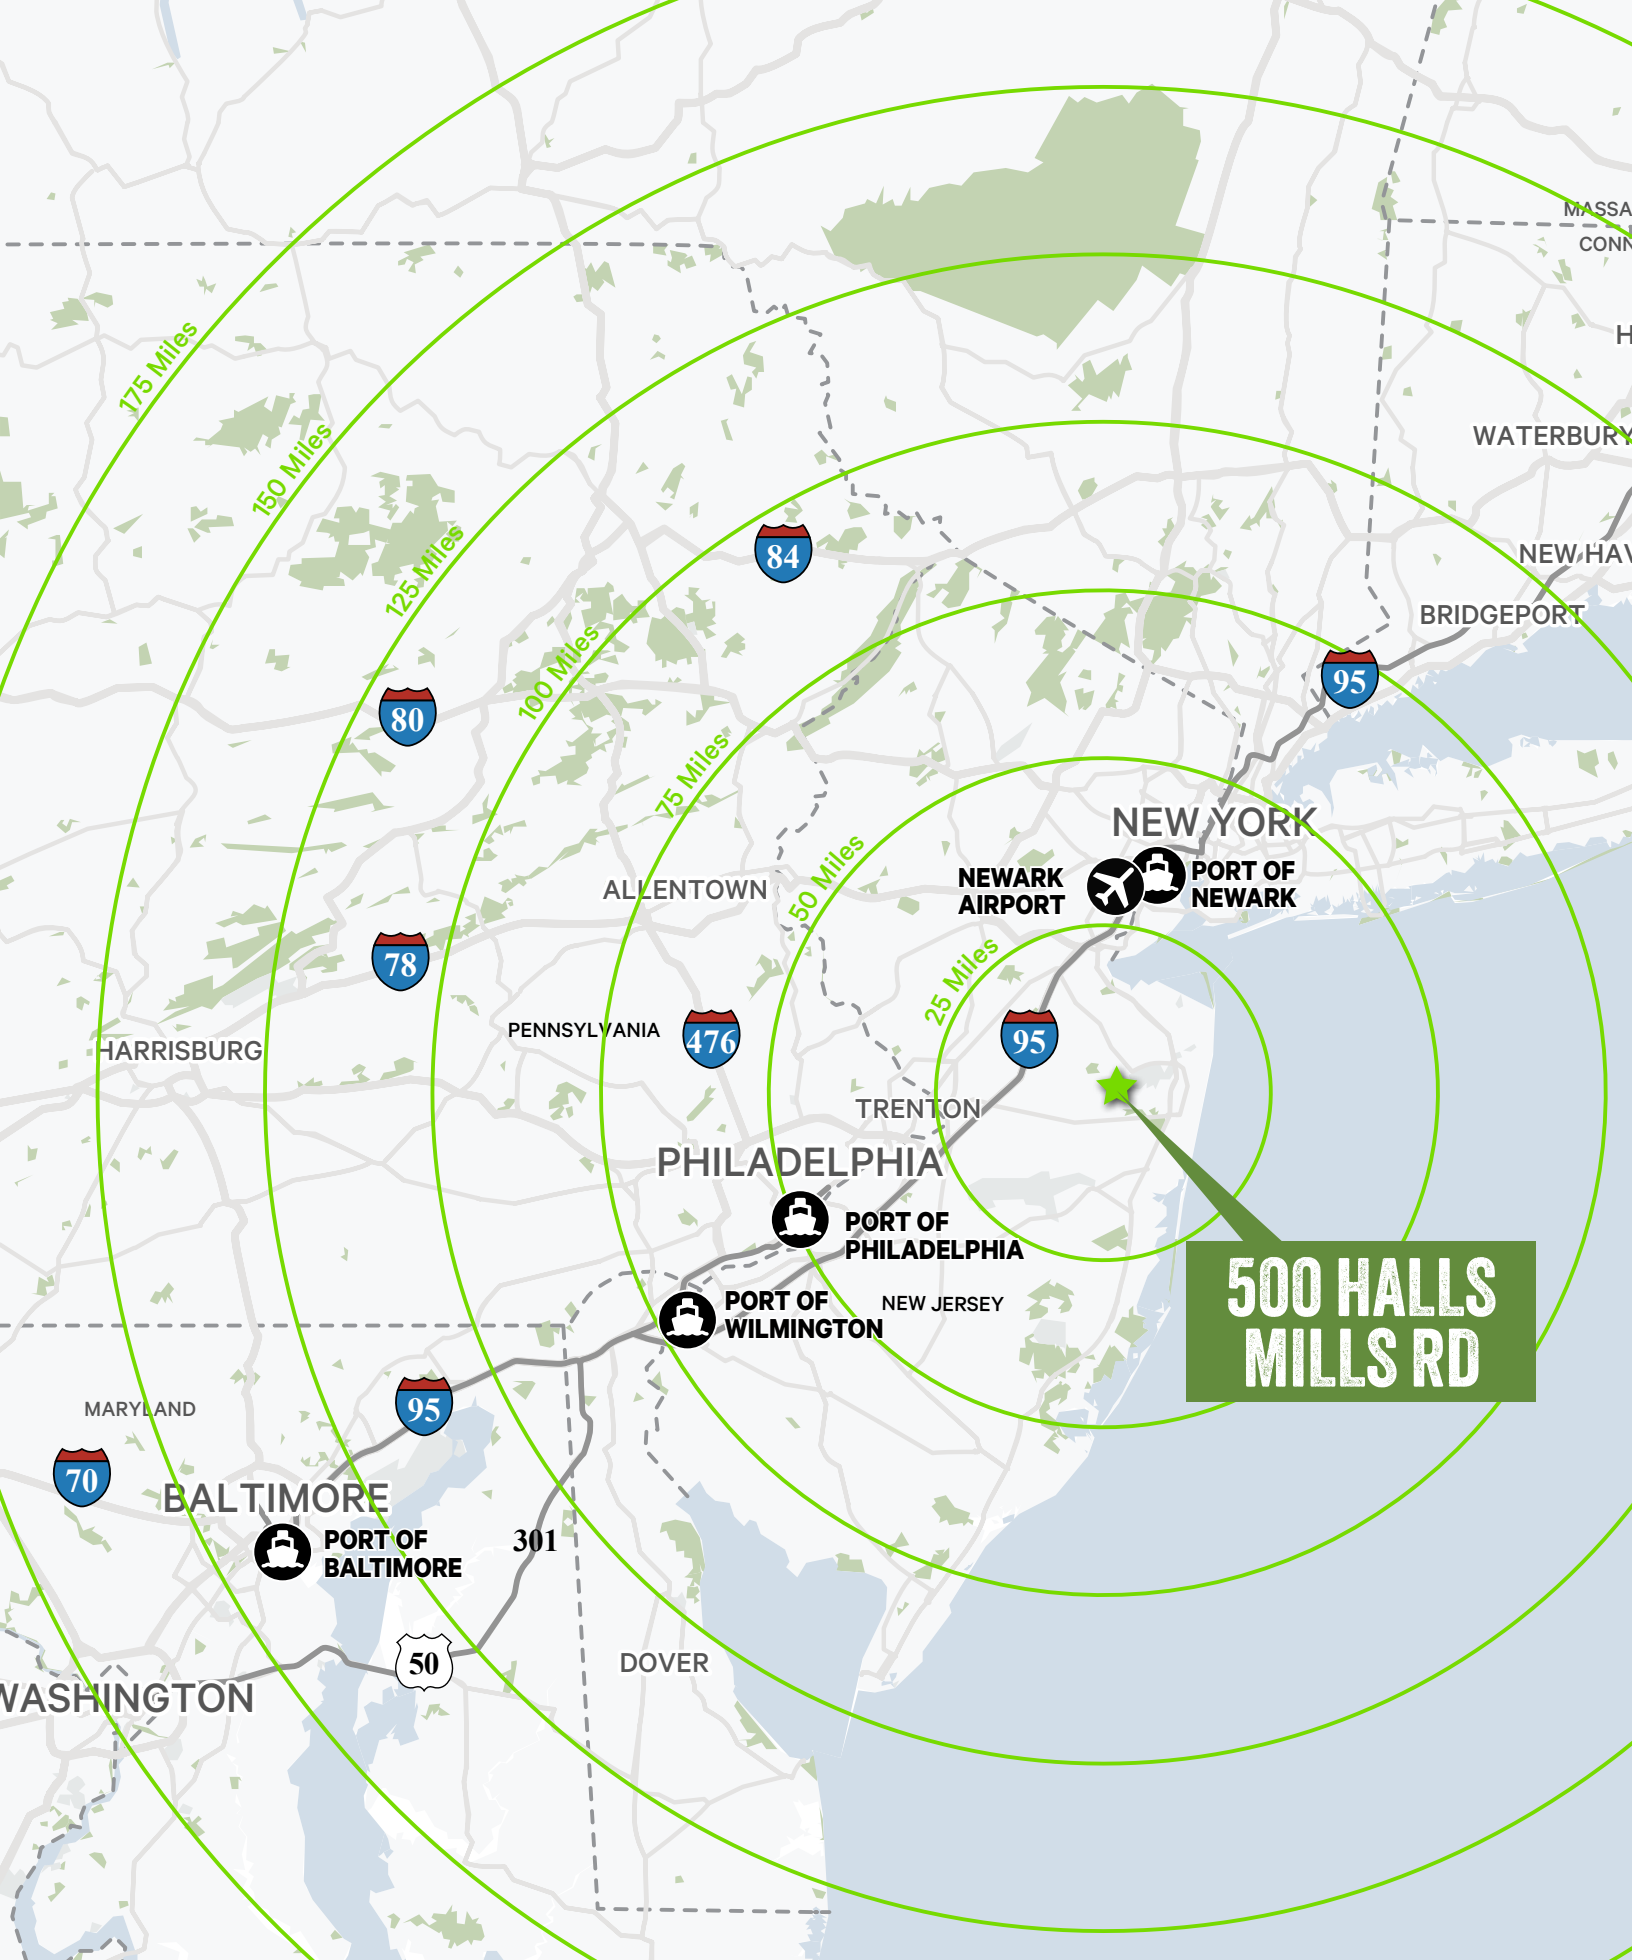 MASSA
CONN
H
175 Miles
WATERBURY
150 Miles
125 Miles
84
NEW HAV
BRIDGEPORT
100 Miles
95
80
75 Miles
NEW YORK
50 Miles
NEWARK
AIRPORT
PORT OF
NEWARK
ALLENTOWN
25 Miles
78
PENNSYLVANIA
476
95
HARRISBURG
TRENTON
PHILADELPHIA
PORT OF
PHILADELPHIA
500 HALLS
MILLS RD
NEW JERSEY
PORT OF
WILMINGTON
MARYLAND
95
70
BALTIMORE
PORT OF
BALTIMORE
301
50
DOVER
WASHINGTON